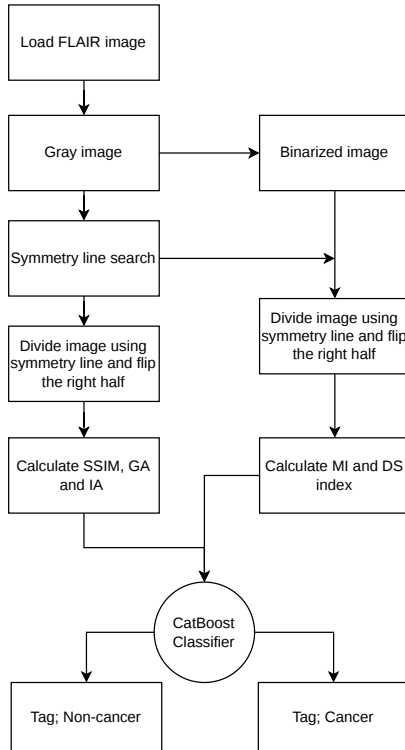 Load FLAIR image
Gray image
Binarized image
Symmetry line search
Divide image using
symmetry line and flip
the right half
Divide image using
symmetry line and flip
the right half
Calculate SSIM, GA
and IA
Calculate MI and DS
index
CatBoost
Classifier
Tag; Non-cancer
Tag; Cancer